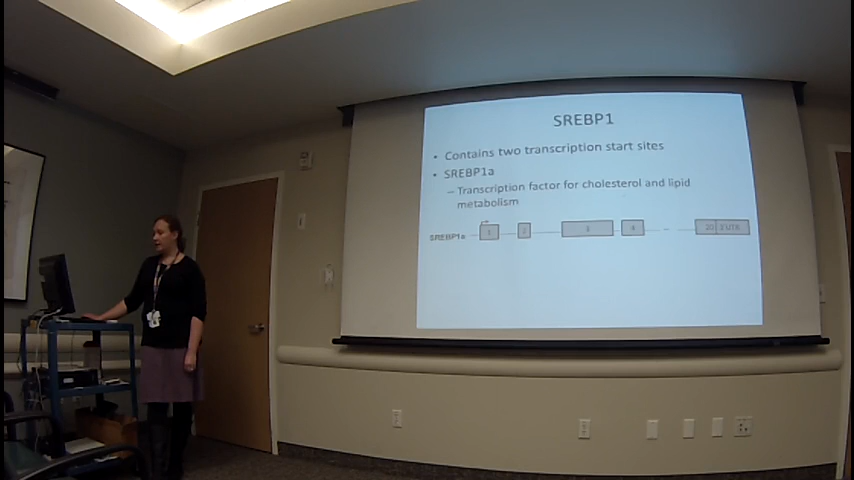 SREBP1
• Contains two transcription start sites
• SREBP1a
– Transcription factor for cholesterol and lipid
metabolism
SREBP1a 1 2 3 4 20 3'UTR